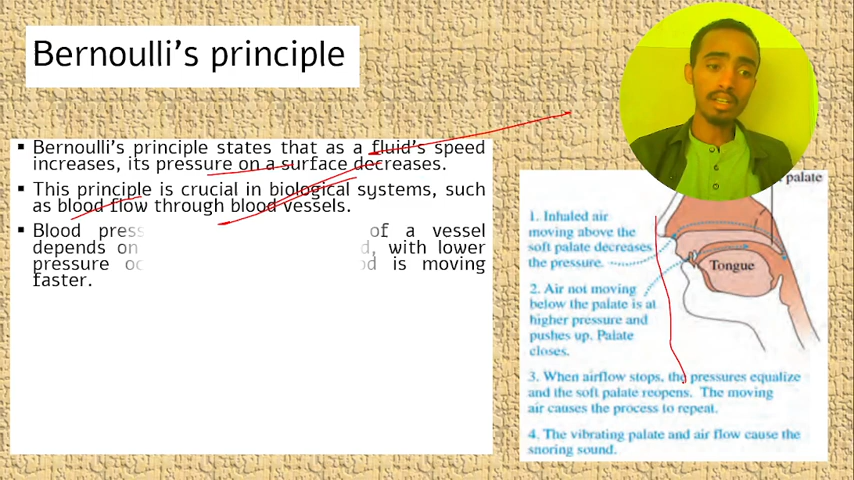 Bernoulli's principle
▪ Bernoulli's principle states that as a fluid's speed
increases, its pressure on a surface decreases.
▪ This principle is crucial in biological systems, such
as blood flow through blood vessels.
▪ Blood of a vessel
depends on with lower
pressure is moving
faster.
palate
1. Inhaled air
moving above the
soft palate decreases
the pressure.
Tongue
2. Air not moving
below the palate is at
higher pressure and
pushes up. Palate
closes.
3. When airflow stops, the pressures equalize
and the soft palate reopens. The moving
air causes the process to repeat.
4. The vibrating palate and air flow cause the
snoring sound.